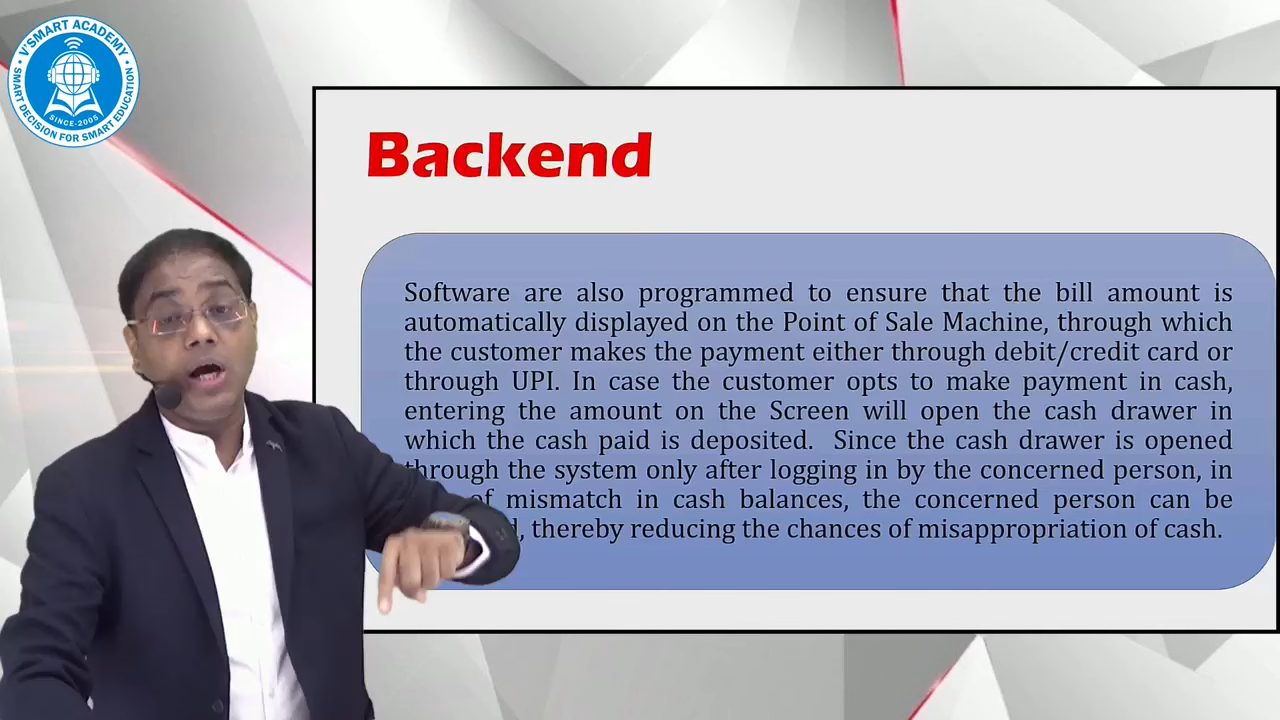 V'SMART ACADEMY
SMART DECISION FOR SMART EDUCATION
SINCE-2005
Backend
Software are also programmed to ensure that the bill amount is
automatically displayed on the Point of Sale Machine, through which
the customer makes the payment either through debit/credit card or
through UPI. In case the customer opts to make payment in cash,
entering the amount on the Screen will open the cash drawer in
which the cash paid is deposited. Since the cash drawer is opened
through the system only after logging in by the concerned person, in
of mismatch in cash balances, the concerned person can be
, thereby reducing the chances of misappropriation of cash.